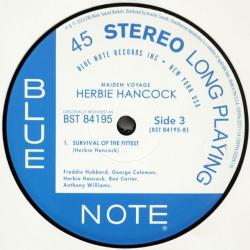 45 STEREO LONG PLAYING
BLUE NOTE RECORDS INC • NEW YORK USA
MAIDEN VOYAGE
HERBIE HANCOCK
ORIGINALLY RELEASED AS
BST 84195
Side 3
(BST 84195-B)
1. SURVIVAL OF THE FITTEST
(Herbie Hancock)
Freddie Hubbard, George Coleman,
Herbie Hancock, Ron Carter,
Anthony Williams.
BLUE
NOTE ®